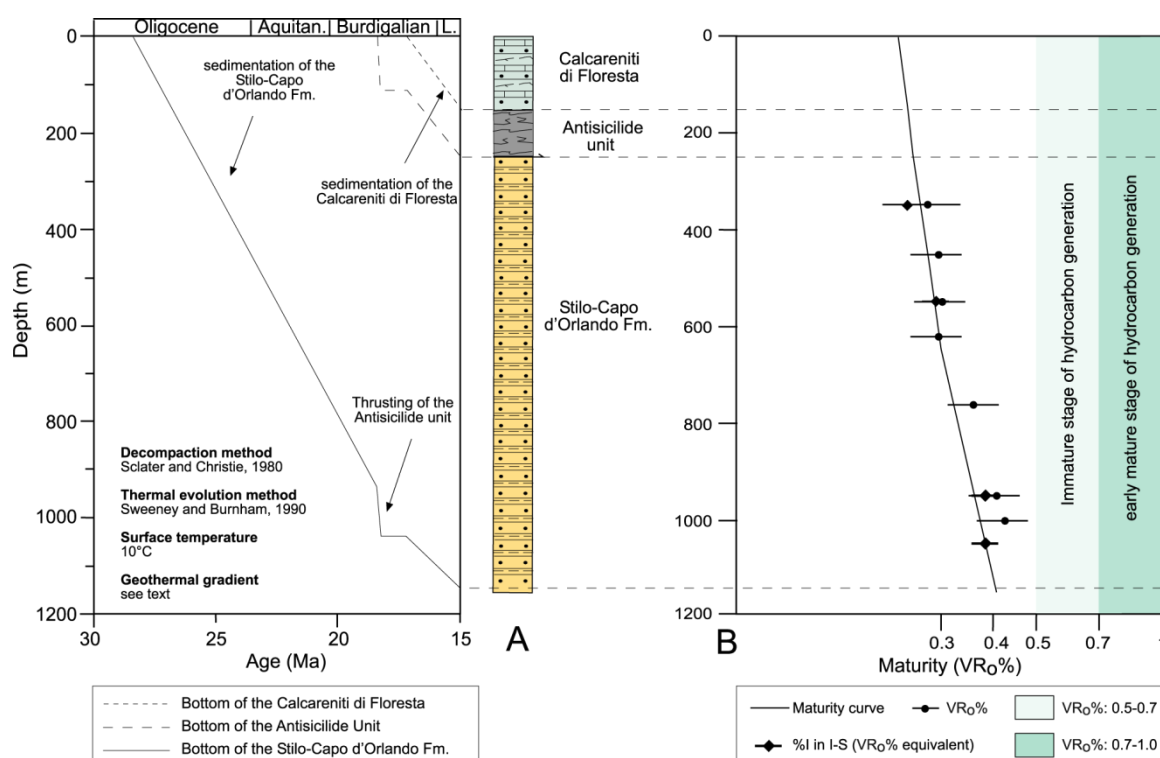 Oligocene Aquitan. Burdigalian L.
0
200
400
600
800
1000
1200
Depth (m)
30 25 20 15
Age (Ma)
sedimentation of the
Stilo-Capo
d'Orlando Fm.
sedimentation of the
Calcareniti di Floresta
Thrusting of the
Antisicilide unit
Decompaction method
Sclater and Christie, 1980
Thermal evolution method
Sweeney and Burnham, 1990
Surface temperature
10°C
Geothermal gradient
see text
A
Calcareniti
di Floresta
Antisicilide
unit
Stilo-Capo
d'Orlando Fm.
0
200
400
600
800
1000
1200
B
Immature stage of hydrocarbon generation
early mature stage of hydrocarbon generation
0.3 0.4 0.5 0.7 1
Maturity (VRo%)
Bottom of the Calcareniti di Floresta
Bottom of the Antisicilide Unit
Bottom of the Stilo-Capo d'Orlando Fm.
Maturity curve VRo% VRo%: 0.5-0.7
%I in I-S (VRo% equivalent) VRo%: 0.7-1.0